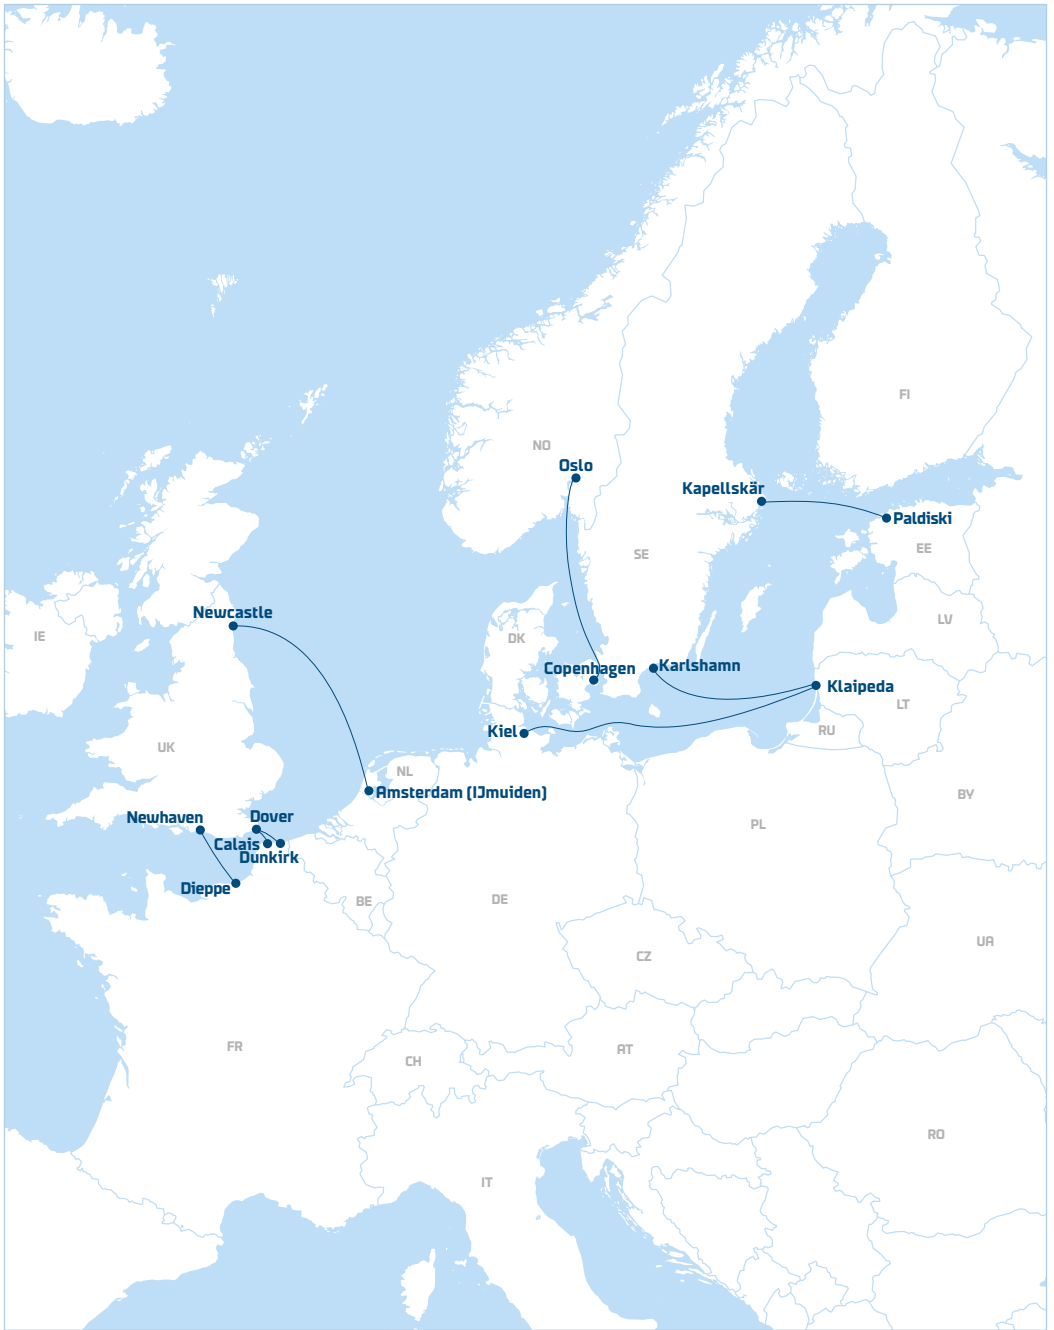 FI
NO
Oslo
Kapellskär
Paldiski
EE
SE
Newcastle
LV
IE
DK
Copenhagen
Karlshamn
Klaipeda
LT
Kiel
RU
UK
NL
Amsterdam (IJmuiden)
BY
Newhaven
Dover
PL
Calais
Dunkirk
Dieppe
BE
DE
UA
CZ
FR
AT
CH
RO
IT